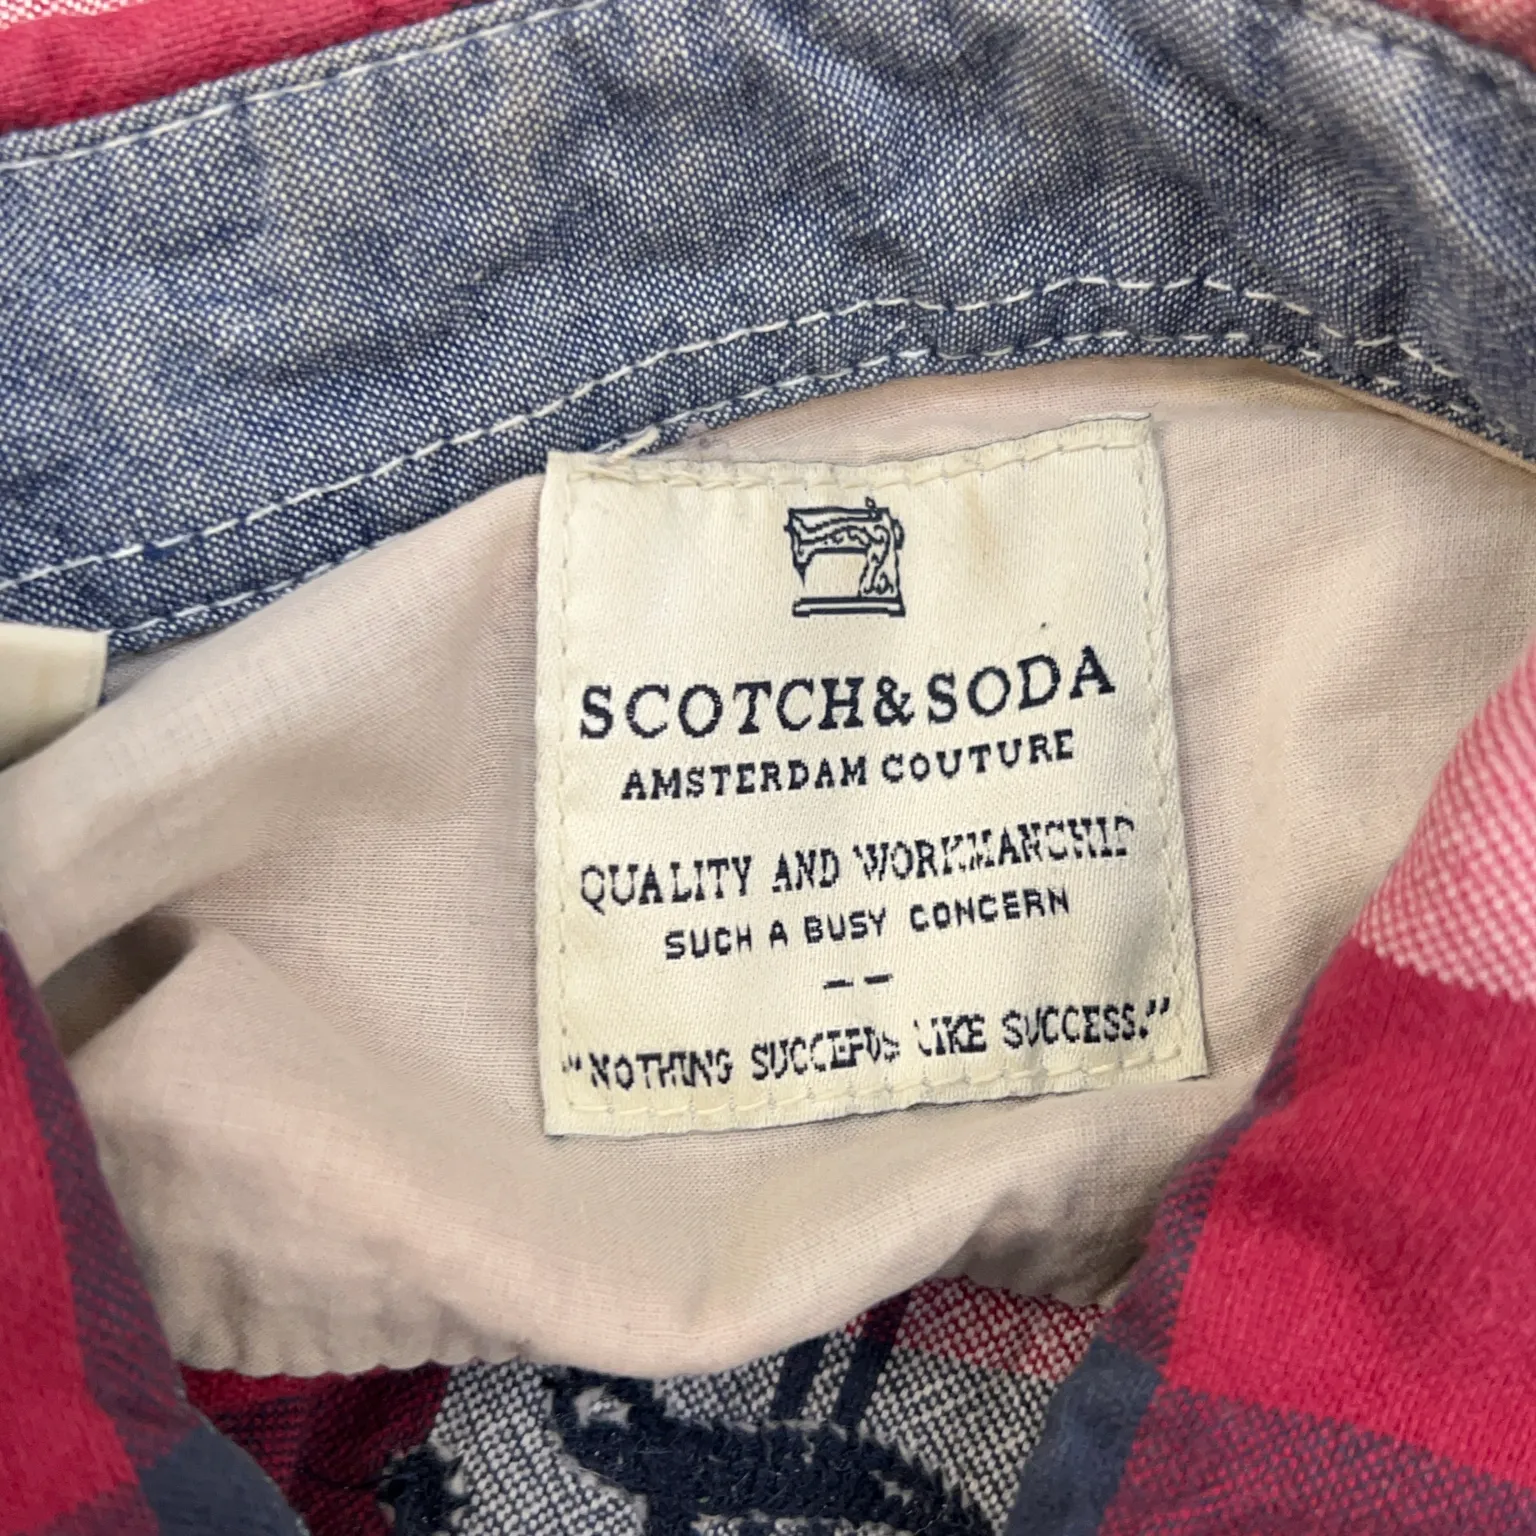 SCOTCH & SODA
AMSTERDAM COUTURE
QUALITY AND WORKMANSHIP
SUCH A BUSY CONCERN
--
"NOTHING SUCCEEDS LIKE SUCCESS."